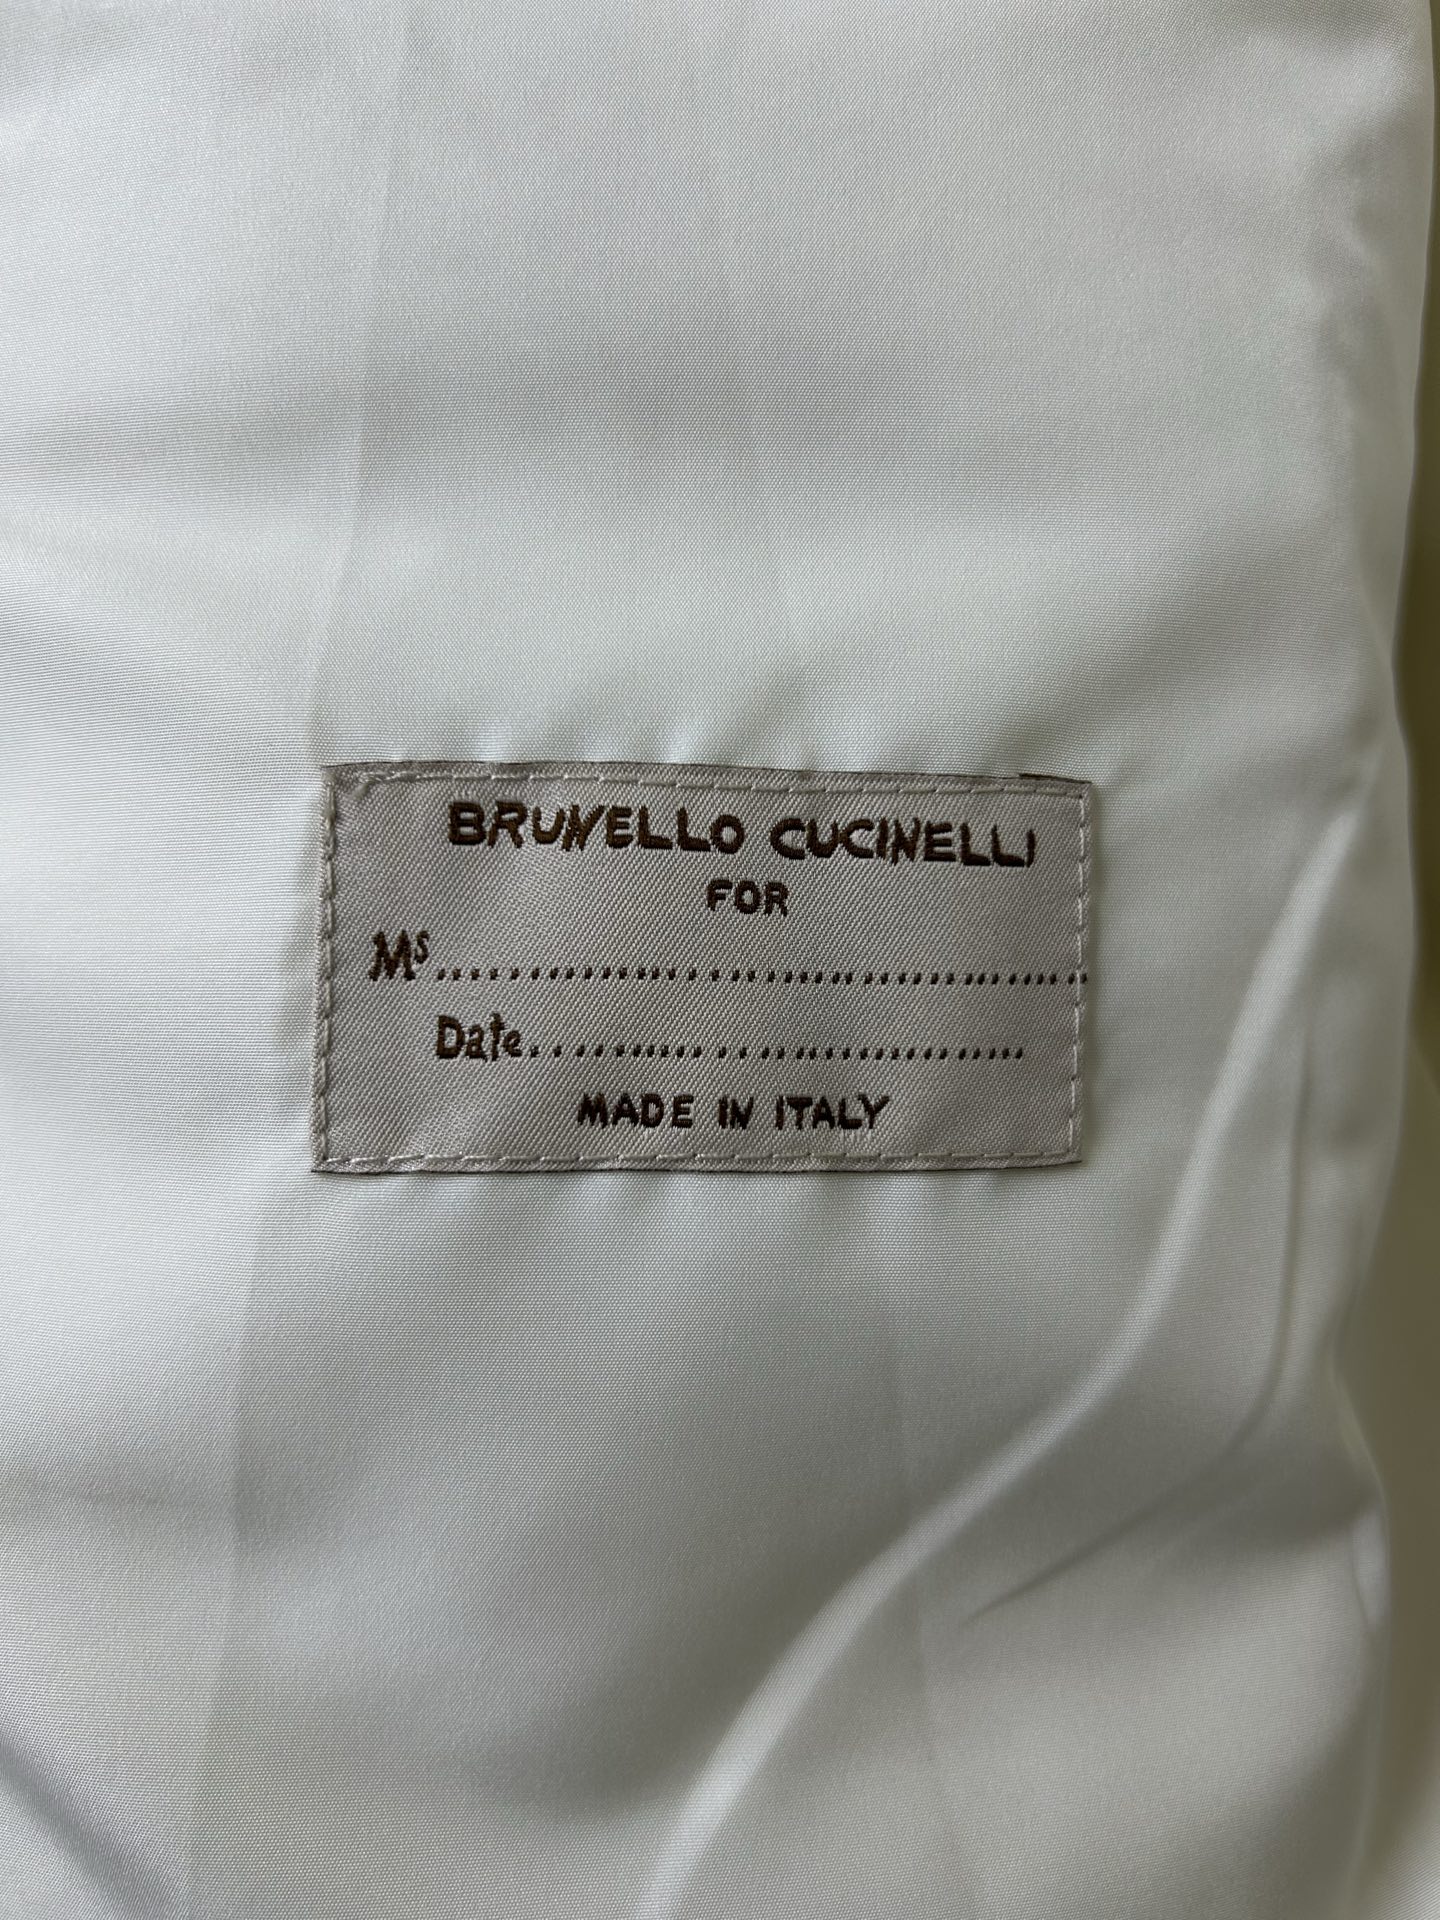 BRUNELLO CUCINELLI
FOR
Ms..............................................
Date...................................
MADE IN ITALY